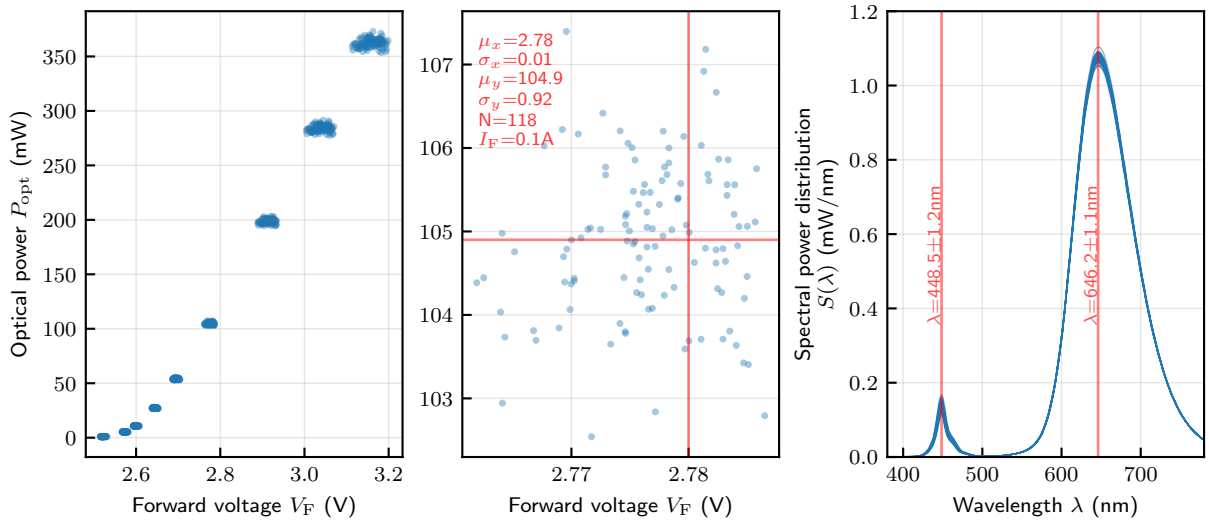 Optical power P_opt (mW)
350
300
250
200
150
100
50
0
2.6
2.8
3.0
3.2
Forward voltage V_F (V)
μ_x=2.78
σ_x=0.01
μ_y=104.9
σ_y=0.92
N=118
I_F=0.1A
107
106
105
104
103
2.77
2.78
Forward voltage V_F (V)
Spectral power distribution
S(λ) (mW/nm)
1.2
1.0
0.8
0.6
0.4
0.2
0.0
λ=448.5±1.2nm
λ=646.2±1.1nm
400
500
600
700
Wavelength λ (nm)